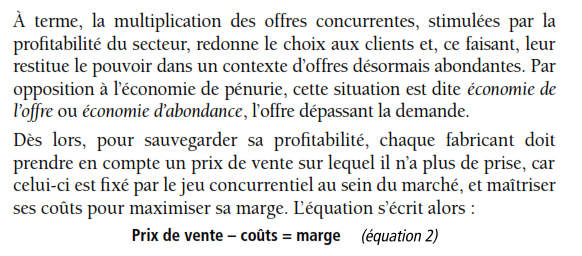 À terme, la multiplication des offres concurrentes, stimulées par la
profitabilité du secteur, redonne le choix aux clients et, ce faisant, leur
restitue le pouvoir dans un contexte d’offres désormais abondantes. Par
opposition à l’économie de pénurie, cette situation est dite économie de
l’offre ou économie d’abondance, l’offre dépassant la demande.
Dès lors, pour sauvegarder sa profitabilité, chaque fabricant doit
prendre en compte un prix de vente sur lequel il n’a plus de prise, car
celui-ci est fixé par le jeu concurrentiel au sein du marché, et maîtriser
ses coûts pour maximiser sa marge. L’équation s’écrit alors :
Prix de vente – coûts = marge (équation 2)